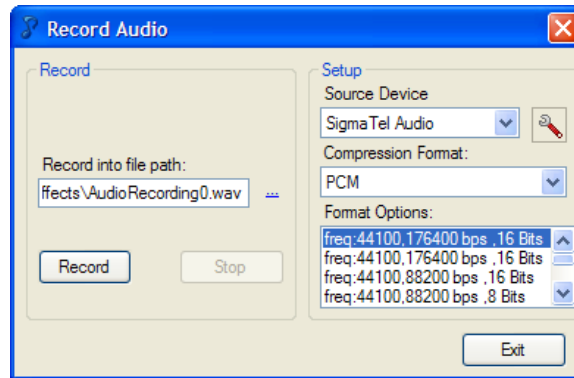 Record Audio
Record
Record into file path:
ffects\AudioRecording0.wav
...
Record
Stop
Setup
Source Device
SigmaTel Audio
Compression Format:
PCM
Format Options:
freq:44100,176400 bps ,16 Bits
freq:44100,176400 bps ,16 Bits
freq:44100,88200 bps ,16 Bits
freq:44100,88200 bps ,8 Bits
Exit